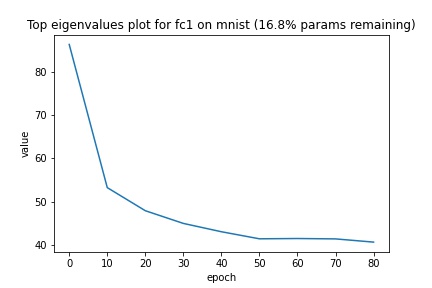 Top eigenvalues plot for fc1 on mnist (16.8% params remaining)
80
70
60
50
40
value
0 10 20 30 40 50 60 70 80
epoch